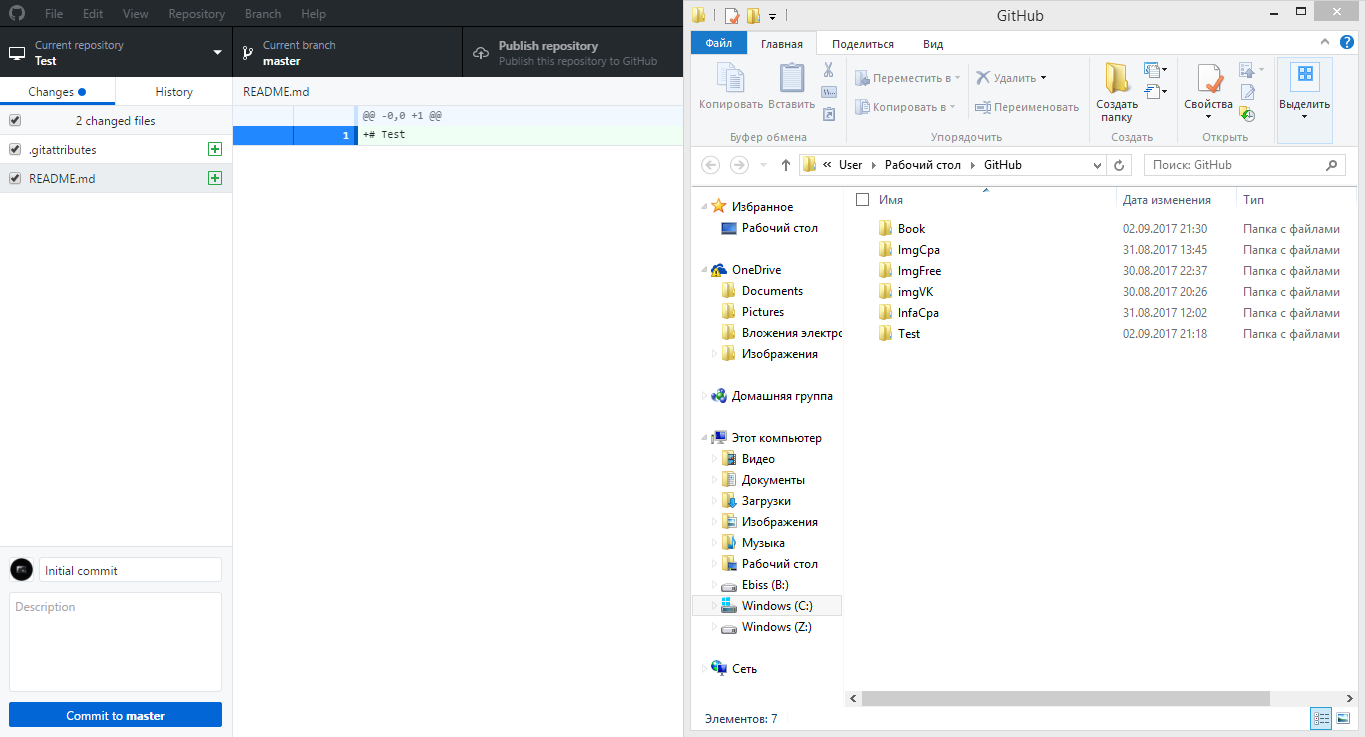 File Edit View Repository Branch Help
Current repository
Test
Current branch
master
Publish repository
Publish this repository to GitHub
Changes
History
README.md
2 changed files
.gitattributes
README.md
@@ -0,0 +1 @@
1 +# Test
Initial commit
Description
Commit to master
GitHub
Файл Главная Поделиться Вид
Копировать
Вставить
Буфер обмена
Переместить в
Копировать в
Удалить
Переименовать
Упорядочить
Создать
папку
Создать
Свойства
Открыть
Выделить
« User Рабочий стол GitHub
Поиск: GitHub
Избранное
Рабочий стол
OneDrive
Documents
Pictures
Вложения электро
Изображения
Домашняя группа
Этот компьютер
Видео
Документы
Загрузки
Изображения
Музыка
Рабочий стол
Ebiss (B:)
Windows (C:)
Windows (Z:)
Сеть
Имя Дата изменения Тип
Book 02.09.2017 21:30 Папка с файлами
ImgCpa 31.08.2017 13:45 Папка с файлами
ImgFree 30.08.2017 22:37 Папка с файлами
imgVK 30.08.2017 20:26 Папка с файлами
InfaCpa 31.08.2017 12:02 Папка с файлами
Test 02.09.2017 21:18 Папка с файлами
Элементов: 7